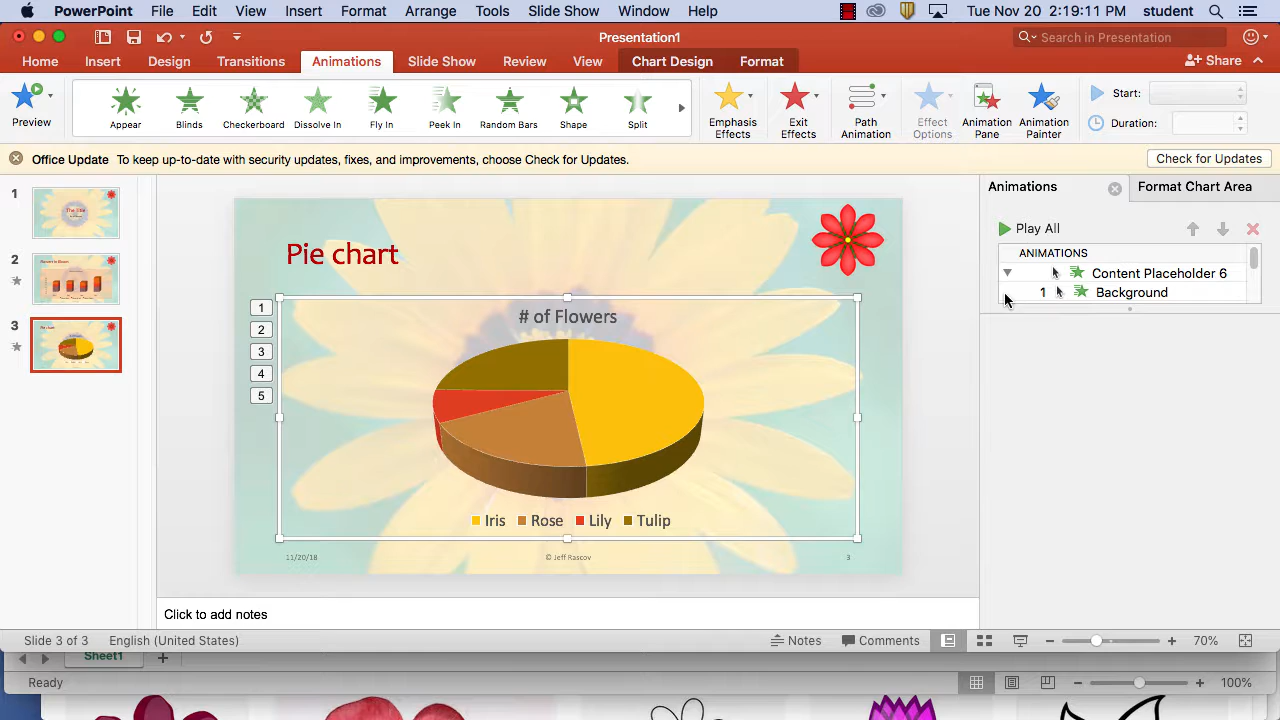 PowerPoint File Edit View Insert Format Arrange Tools Slide Show Window Help Tue Nov 20 2:19:11 PM student
Presentation1 Search in Presentation
Home Insert Design Transitions Animations Slide Show Review View Chart Design Format Share
Preview Appear Blinds Checkerboard Dissolve In Fly In Peek In Random Bars Shape Split Emphasis Effects Exit Effects Path Animation Effect Options Animation Pane Animation Painter
Start:
Duration:
Office Update To keep up-to-date with security updates, fixes, and improvements, choose Check for Updates. Check for Updates
Animations Format Chart Area
Play All
ANIMATIONS
Content Placeholder 6
1 Background
1
2
3
Pie chart
1
2
3
4
5
# of Flowers
Iris Rose Lily Tulip
11/20/18 © Jeff Rascov 3
Click to add notes
Slide 3 of 3 English (United States) Notes Comments 70%
Sheet1
Ready 100%